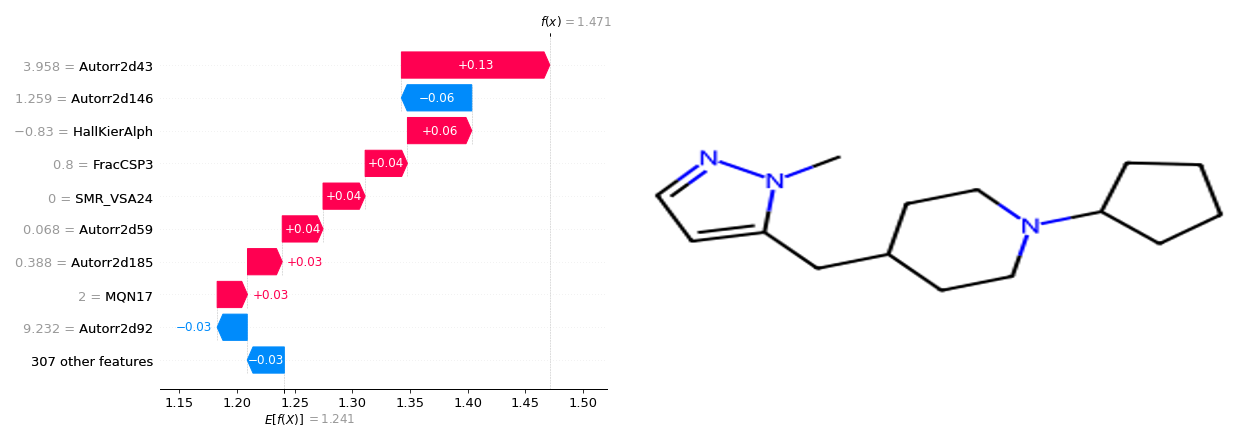 f(x) = 1.471
3.958 = Autorr2d43
+0.13
1.259 = Autorr2d146
−0.06
−0.83 = HallKierAlph
+0.06
0.8 = FracCSP3
+0.04
0 = SMR_VSA24
+0.04
0.068 = Autorr2d59
+0.04
0.388 = Autorr2d185
+0.03
2 = MQN17
+0.03
9.232 = Autorr2d92
−0.03
307 other features
−0.03
1.15 1.20 1.25 1.30 1.35 1.40 1.45 1.50
E[f(X)] = 1.241
N
N
N